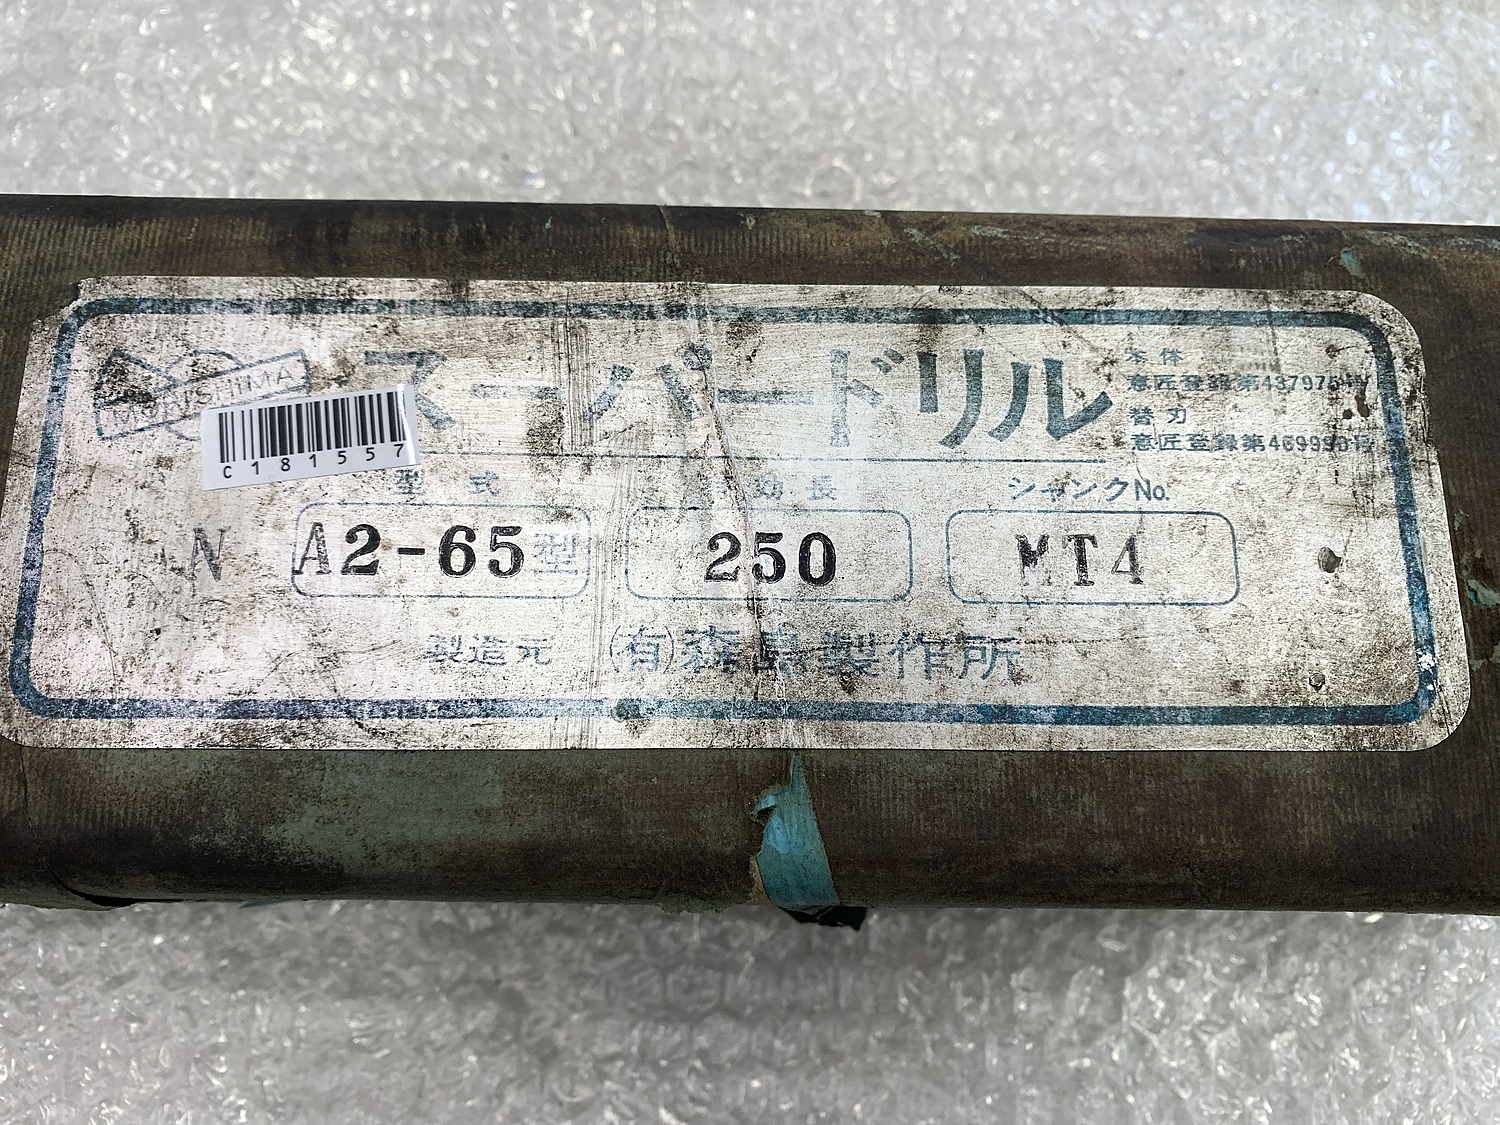 MORISHIMA
スーパードリル
本体
意匠登録第437975号
替刃
意匠登録第469990号
C181557
型式 有効長 シャンクNo.
N A2-65型 250 MT4
製造元 (有)森島製作所